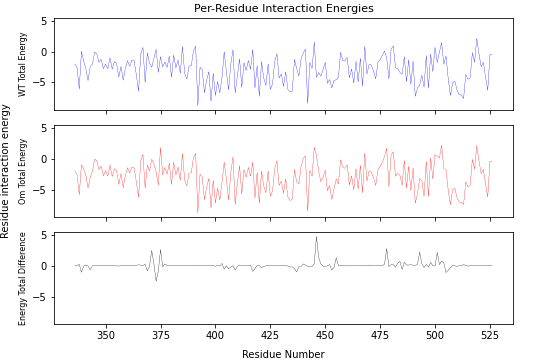 Per-Residue Interaction Energies
Residue interaction energy
WT Total Energy
5
0
−5
Om Total Energy
5
0
−5
Energy Total Difference
5
0
−5
350 375 400 425 450 475 500 525
Residue Number